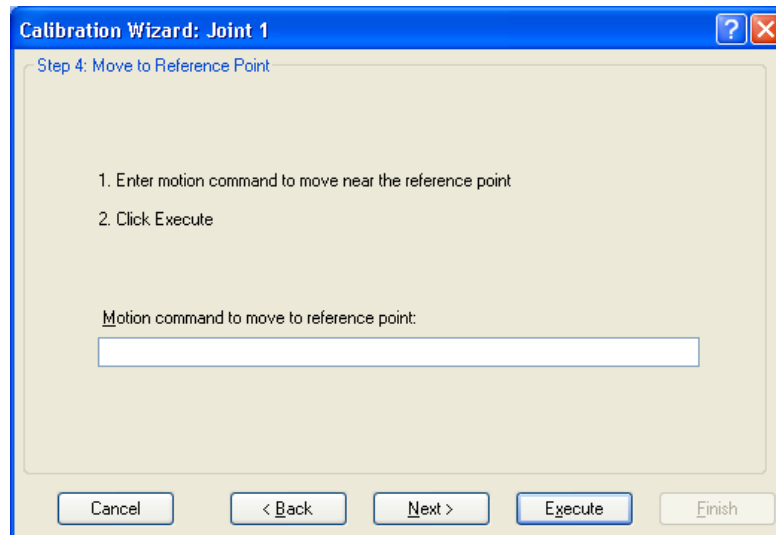 Calibration Wizard: Joint 1
Step 4: Move to Reference Point
1. Enter motion command to move near the reference point
2. Click Execute
Motion command to move to reference point:
Cancel < Back Next > Execute Finish